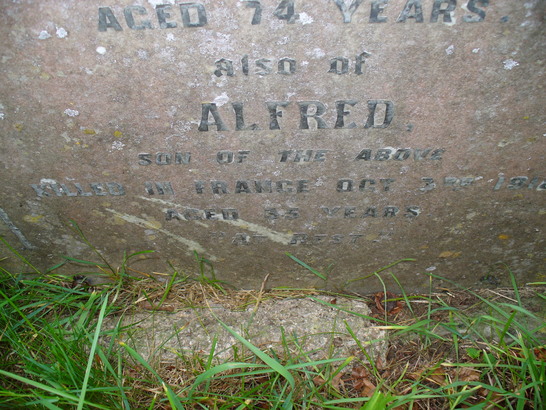 AGED 74 YEARS.
also of
ALFRED,
SON OF THE ABOVE
KILLED IN FRANCE OCT 3RD 1918
AGED 35 YEARS
"AT REST"